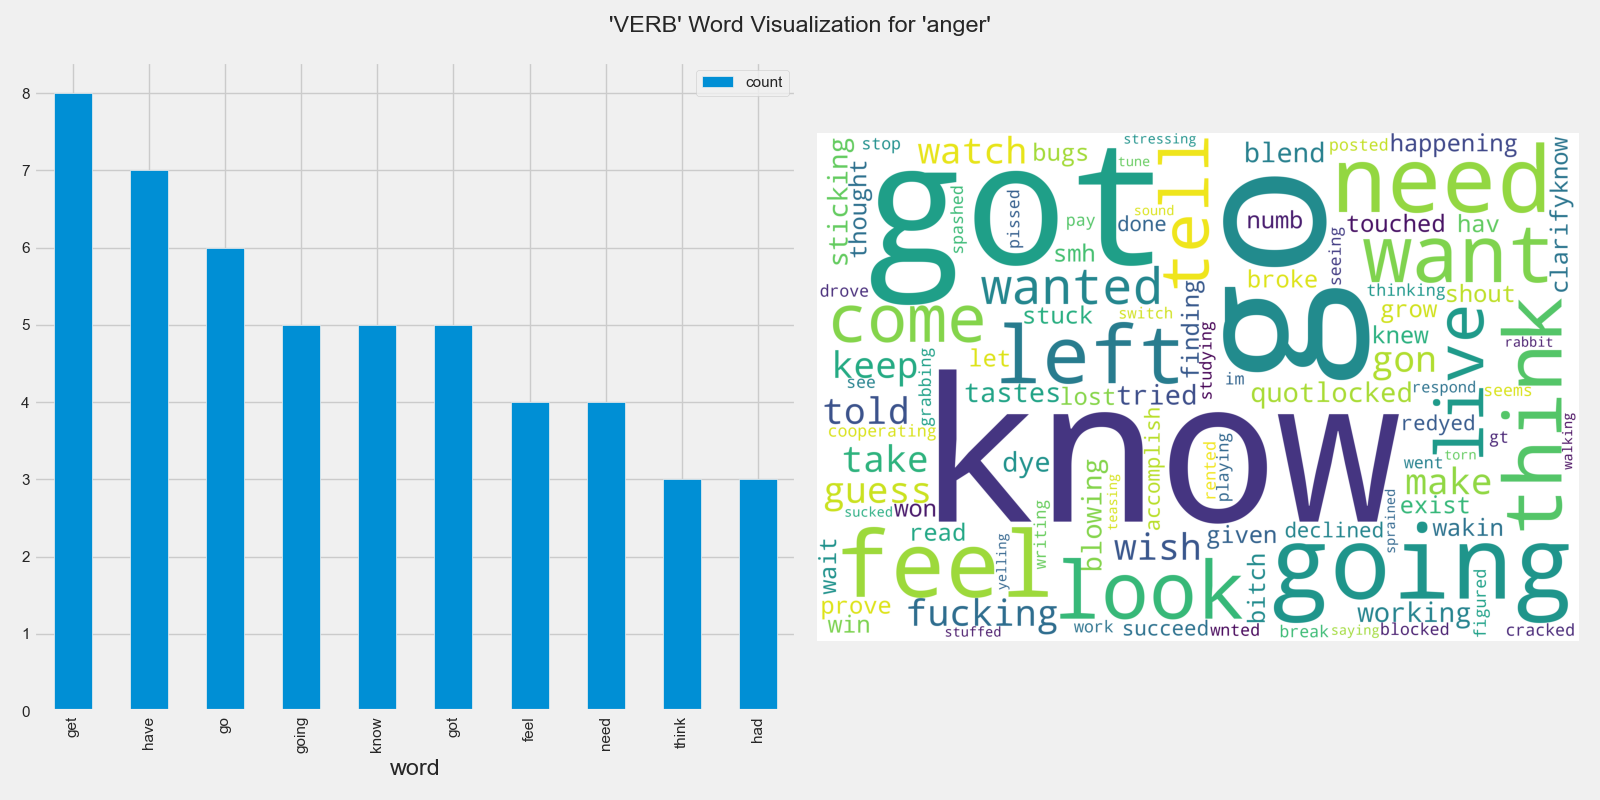 'VERB' Word Visualization for 'anger'
count
8
7
6
5
4
3
2
1
0
get
have
go
going
know
got
feel
need
think
had
word
sticking
stop
thought
watch
bugs
stressing
tune
tell
blend
posted
happening
need
clarifyknow
got
spashed
pissed
pay
sound
done
smh
go
numb
touched
hav
seeing
want
drove
wanted
broke
thinking
shout
come
stuck
switch
finding
grow
knew
live
rabbit
think
keep
let
left
studying
gon
see
grabbing
tastes
lost
tried
im
quotlocked
respond
seems
told
cooperating
know
redyed
gt
walking
take
dye
accomplish
rented
playing
went
torn
guess
blowing
teasing
make
sucked
won
exist
read
writing
wish
given
declined
sprained
wakin
wait
feel
yelling
look
bitch
going
prove
fucking
working
figured
win
stuffed
work
succeed
wnted
break
saying
blocked
cracked